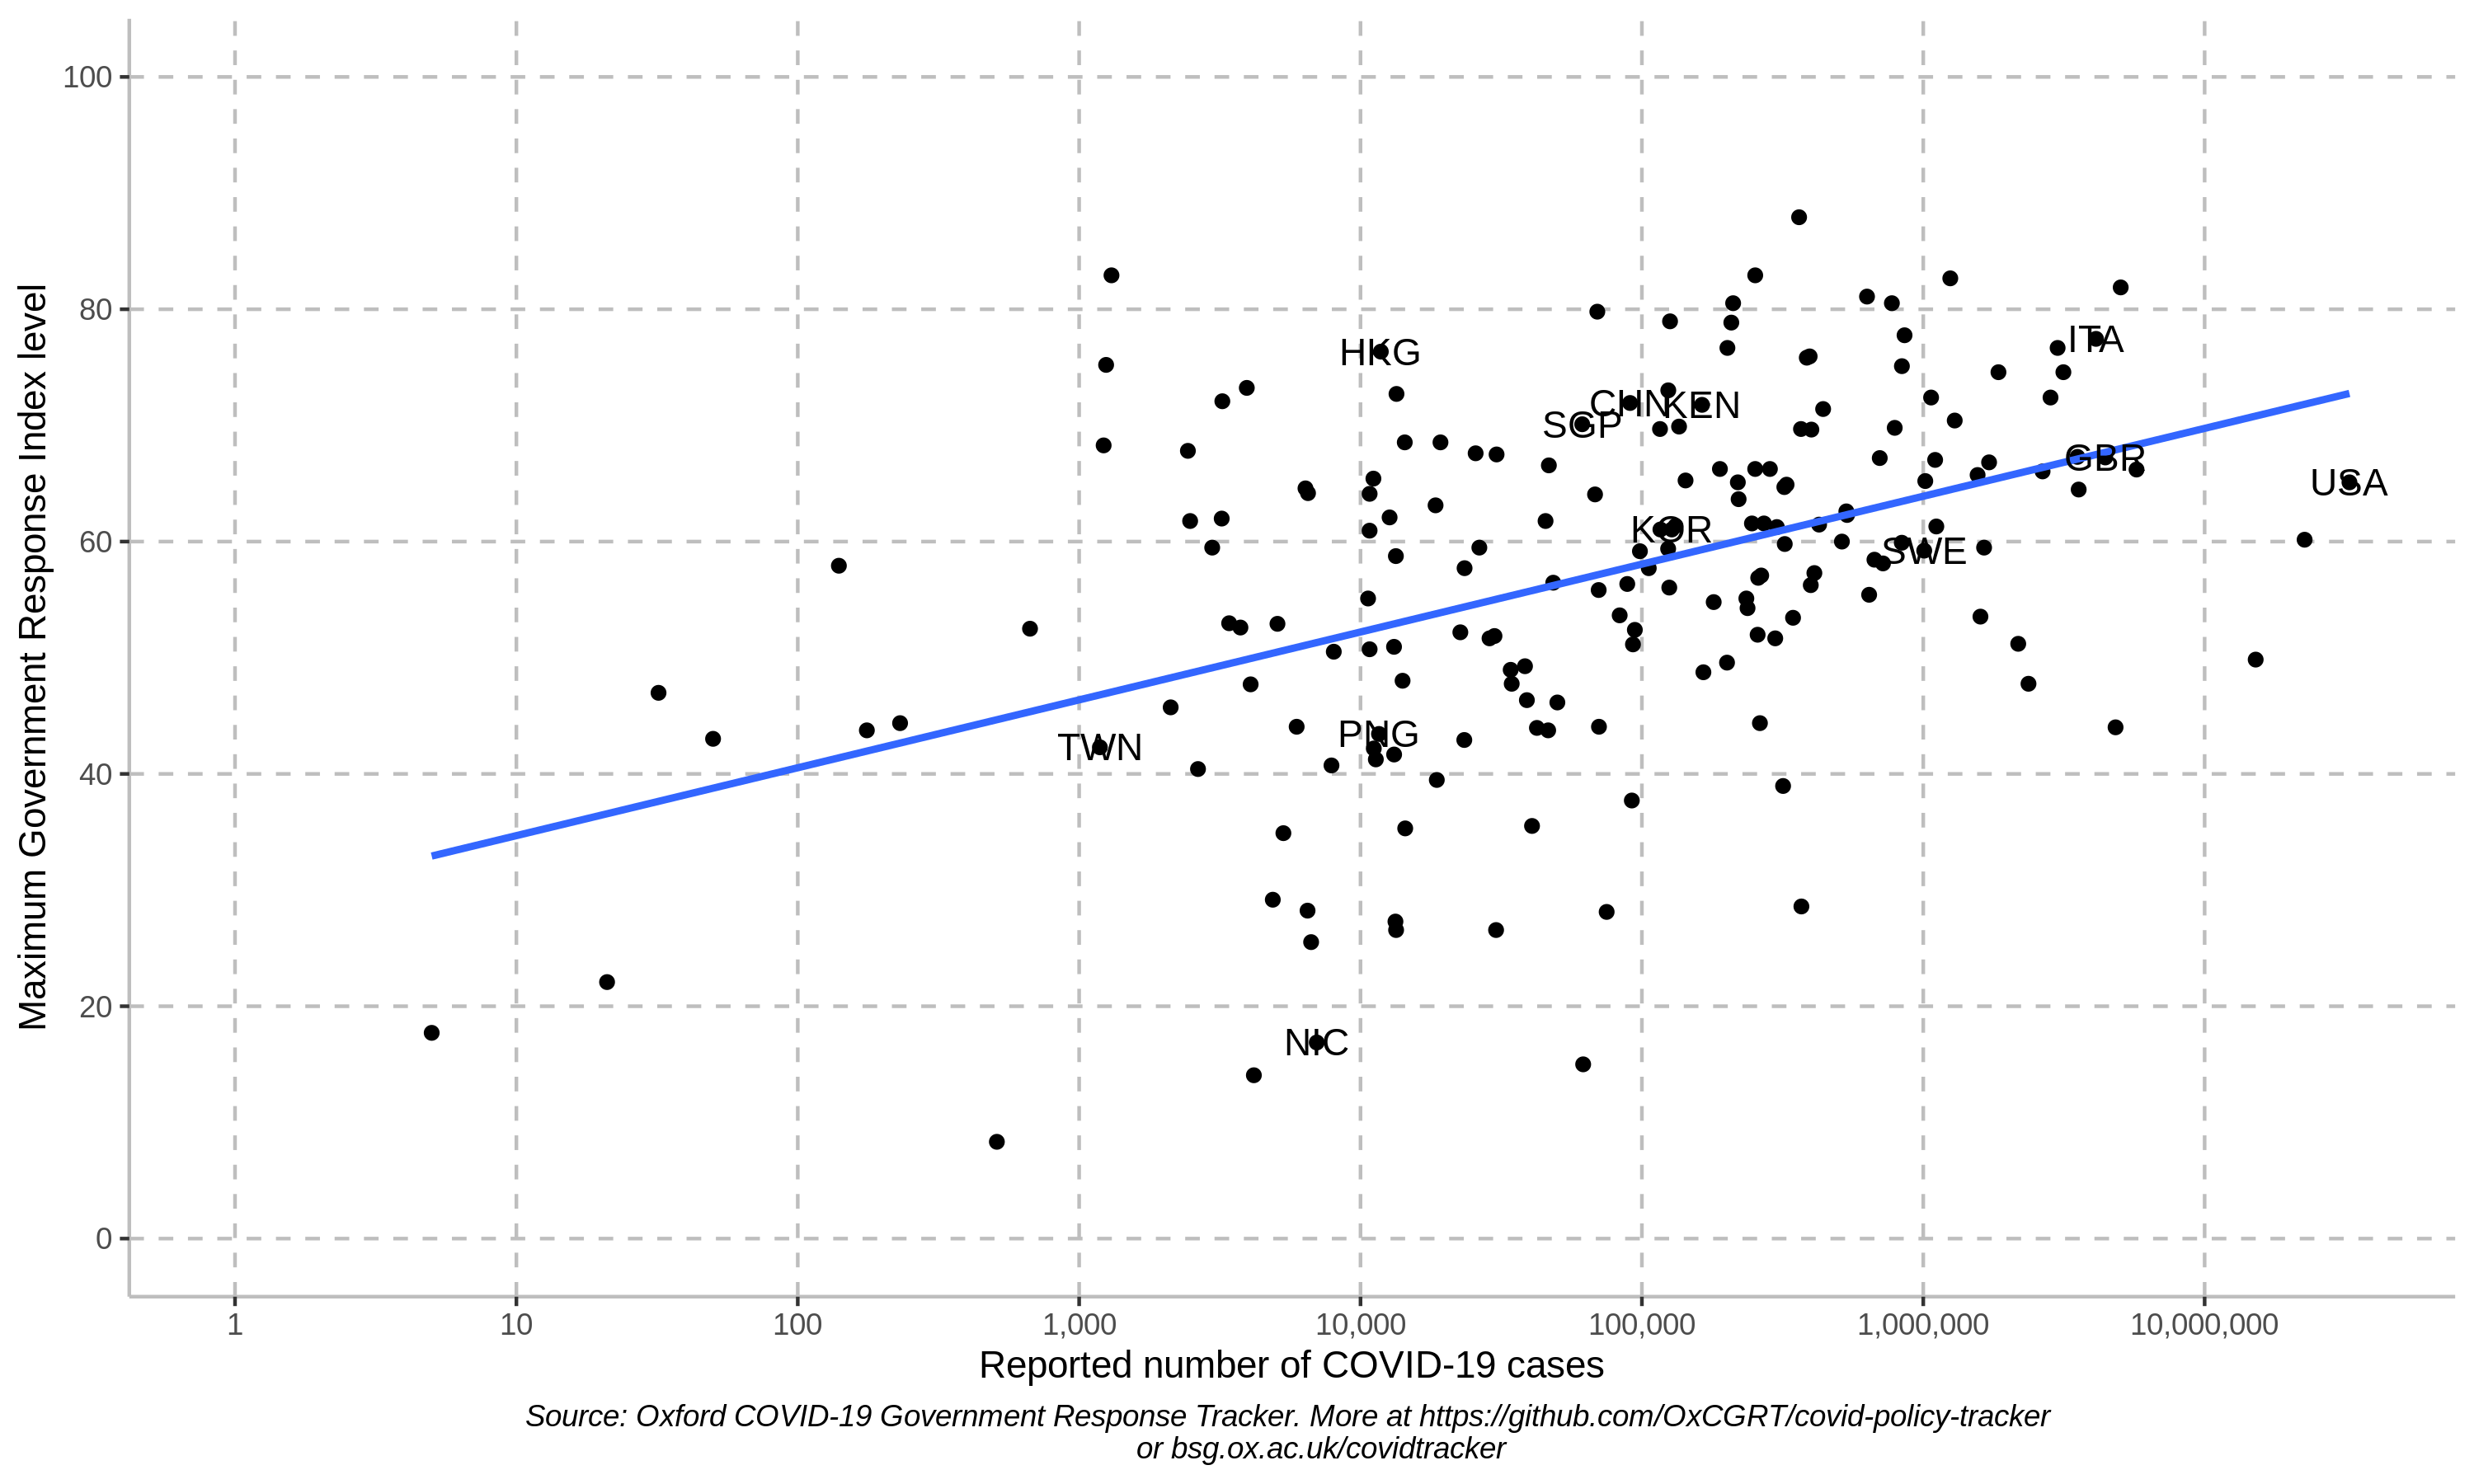 Maximum Government Response Index level
100
80
60
40
20
0
HKG
ITA
CHN
KEN
SGP
GBR
USA
KOR
SWE
PNG
TWN
NIC
1
10
100
1,000
10,000
100,000
1,000,000
10,000,000
Reported number of COVID-19 cases
Source: Oxford COVID-19 Government Response Tracker. More at https://github.com/OxCGRT/covid-policy-tracker
or bsg.ox.ac.uk/covidtracker